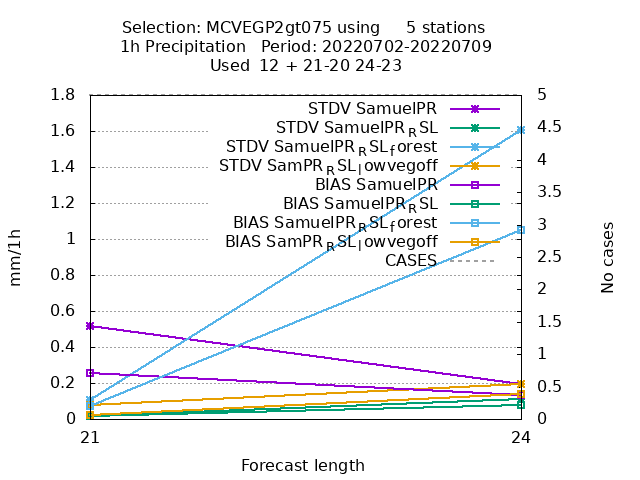 Selection: MCVEGP2gt075 using 5 stations
1h Precipitation Period: 20220702-20220709
Used 12 + 21-20 24-23
STDV SamuelPR
STDV SamuelPR_RSL
STDV SamuelPR_RSL_forest
STDV SamPR_RSL_lowvegoff
BIAS SamuelPR
BIAS SamuelPR_RSL
BIAS SamuelPR_RSL_forest
BIAS SamPR_RSL_lowvegoff
CASES
mm/1h
1.8
1.6
1.4
1.2
1
0.8
0.6
0.4
0.2
0
No cases
5
4.5
4
3.5
3
2.5
2
1.5
1
0.5
0
21 24
Forecast length